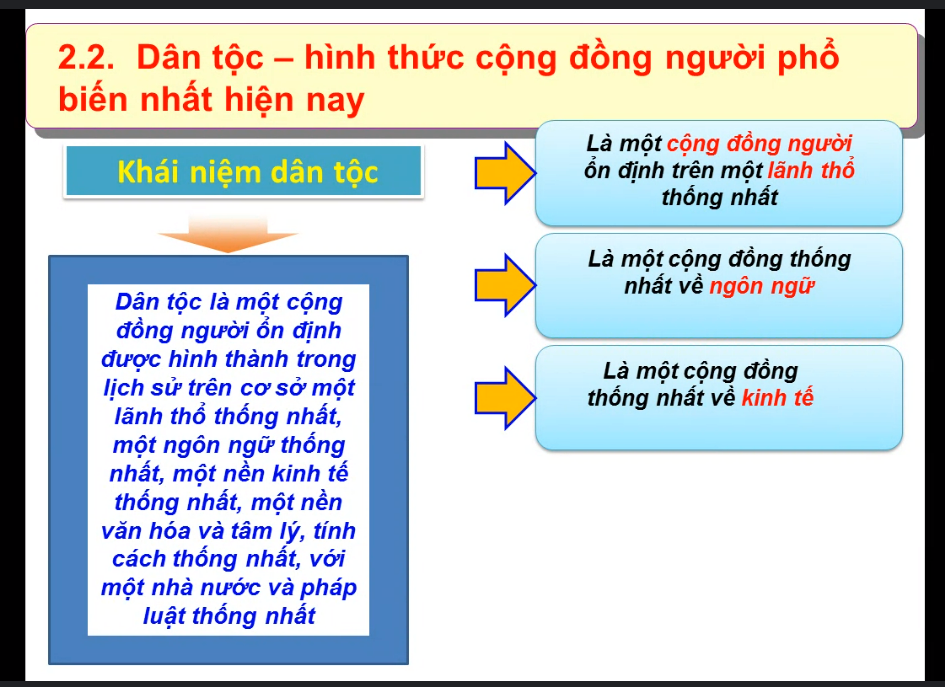 2.2. Dân tộc – hình thức cộng đồng người phổ
biến nhất hiện nay
Khái niệm dân tộc
Dân tộc là một cộng
đồng người ổn định
được hình thành trong
lịch sử trên cơ sở một
lãnh thổ thống nhất,
một ngôn ngữ thống
nhất, một nền kinh tế
thống nhất, một nền
văn hóa và tâm lý, tính
cách thống nhất, với
một nhà nước và pháp
luật thống nhất
Là một cộng đồng người
ổn định trên một lãnh thổ
thống nhất
Là một cộng đồng thống
nhất về ngôn ngữ
Là một cộng đồng
thống nhất về kinh tế